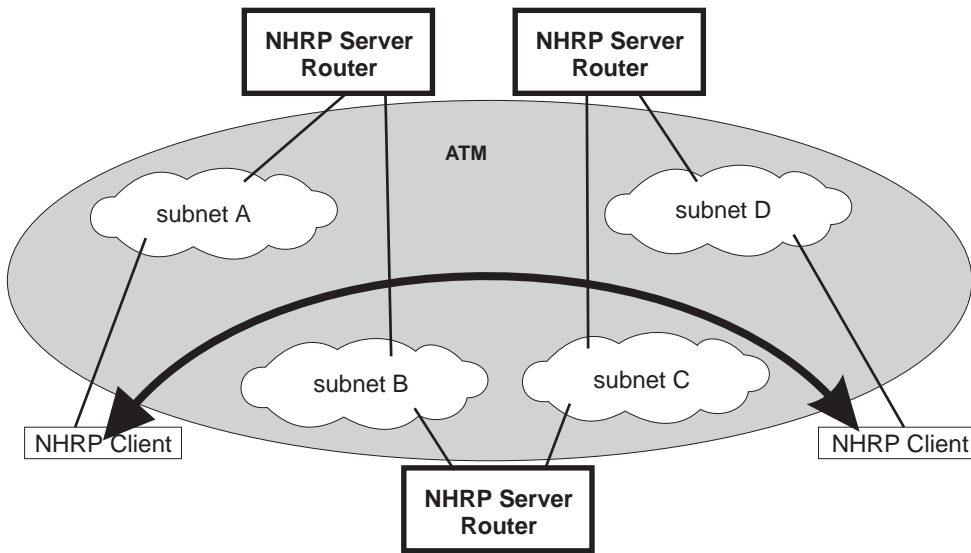 NHRP Server
Router
NHRP Server
Router
ATM
subnet A
subnet D
subnet B
subnet C
NHRP Client
NHRP Client
NHRP Server
Router